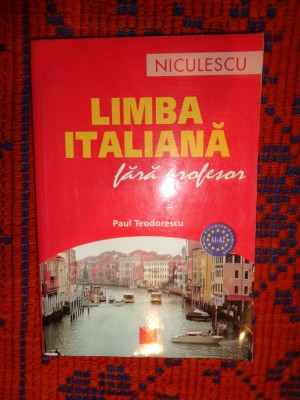 NICULESCU
LIMBA
ITALIANĂ
fără profesor
Paul Teodorescu
A1-A2